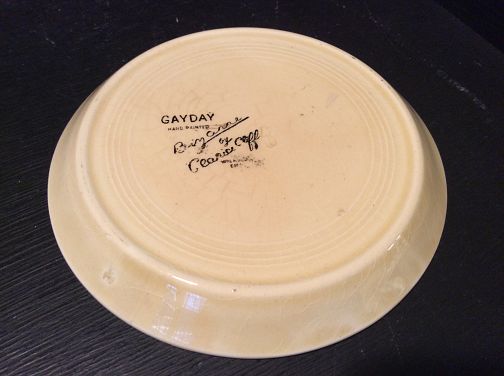 GAYDAY
HAND PAINTED
Bizarre
by
Clarice Cliff